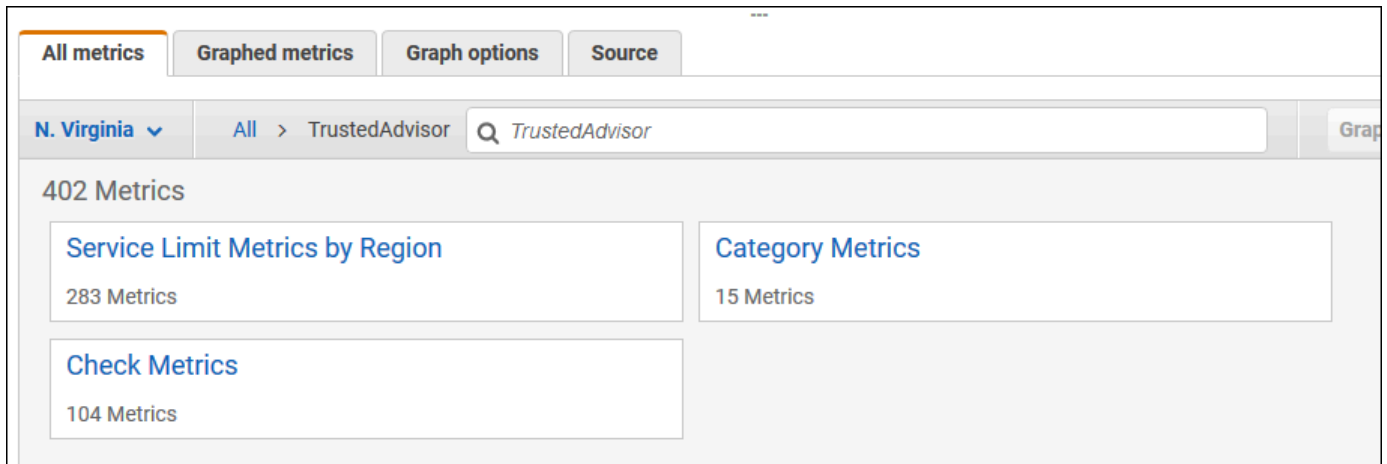 All metrics Graphed metrics Graph options Source
N. Virginia All > TrustedAdvisor TrustedAdvisor
402 Metrics
Service Limit Metrics by Region
283 Metrics
Category Metrics
15 Metrics
Check Metrics
104 Metrics